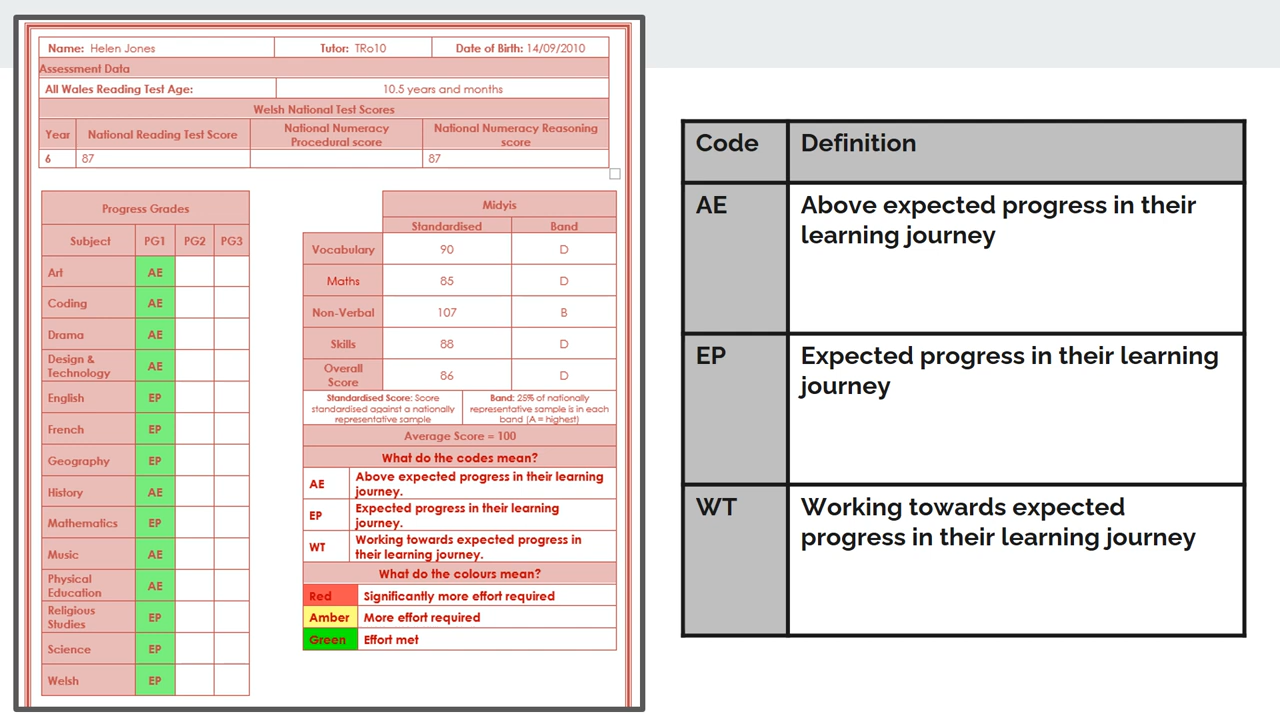 Name: Helen Jones Tutor: TRo10 Date of Birth: 14/09/2010
Assessment Data
All Wales Reading Test Age: 10.5 years and months
Welsh National Test Scores
Year National Reading Test Score National Numeracy Procedural score National Numeracy Reasoning score
6 87 87
Progress Grades
Subject PG1 PG2 PG3
Art AE
Coding AE
Drama AE
Design & Technology AE
English EP
French EP
Geography EP
History AE
Mathematics EP
Music AE
Physical Education AE
Religious Studies EP
Science EP
Welsh EP
Midyis
Standardised Band
Vocabulary 90 D
Maths 85 D
Non-Verbal 107 B
Skills 88 D
Overall Score 86 D
Standardised Score: Score standardised against a nationally representative sample
Band: 25% of nationally representative sample is in each band (A = highest)
Average Score = 100
What do the codes mean?
AE Above expected progress in their learning journey.
EP Expected progress in their learning journey.
WT Working towards expected progress in their learning journey.
What do the colours mean?
Red Significantly more effort required
Amber More effort required
Green Effort met
Code Definition
AE Above expected progress in their
learning journey
EP Expected progress in their learning
journey
WT Working towards expected
progress in their learning journey